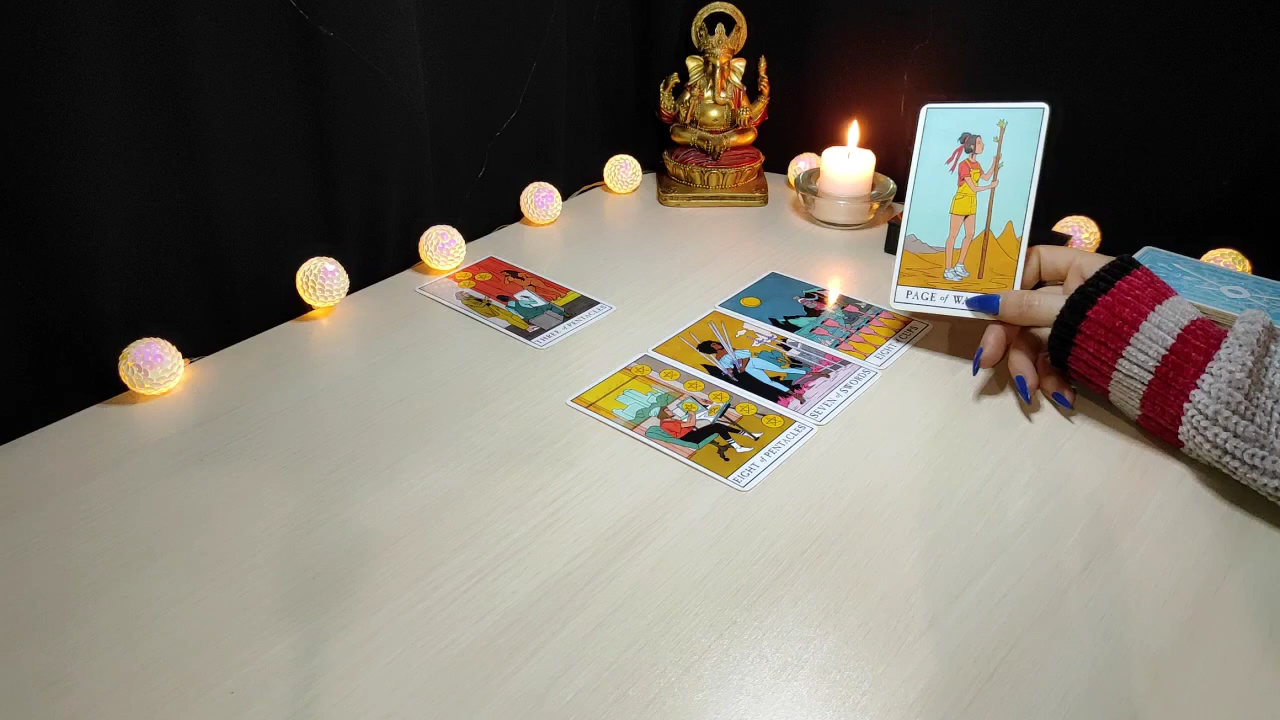 PAGE of
THREE of PENTACLES
EIGHT of CUPS
SEVEN of SWORDS
EIGHT of PENTACLES